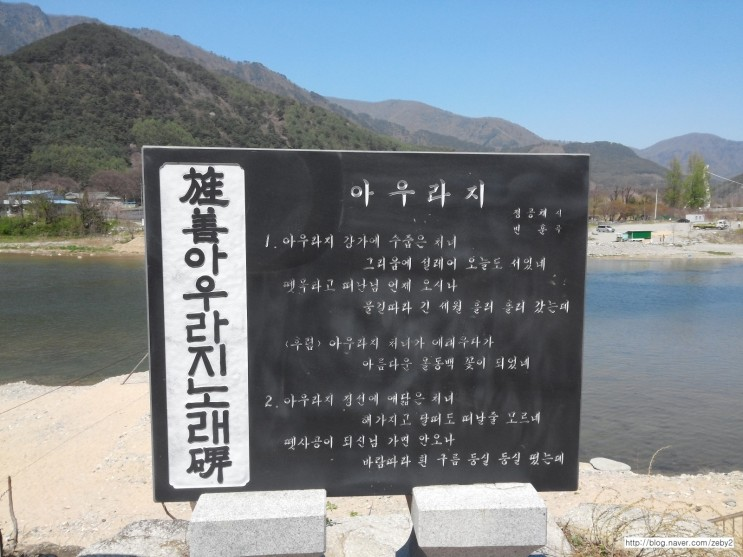 旌善아우라지노래碑
아우라지
정공채 시
변훈 곡
1. 아우라지 강가에 수줍은 처녀
그리움에 설레어 오늘도 서있네
뗏목타고 떠난님 언제 오시나
물길따라 긴 세월 흘러 흘러 갔는데
(후렴) 아우라지 처녀가 애태우다가
아름다운 올동백 꽃이 되었네
2. 아우라지 정선에 애닯은 처녀
해가지고 달떠도 떠날줄 모르네
뗏사공이 되신님 가면 안오나
바람따라 흰 구름 둥실 둥실 떴는데
http://blog.naver.com/zeby2